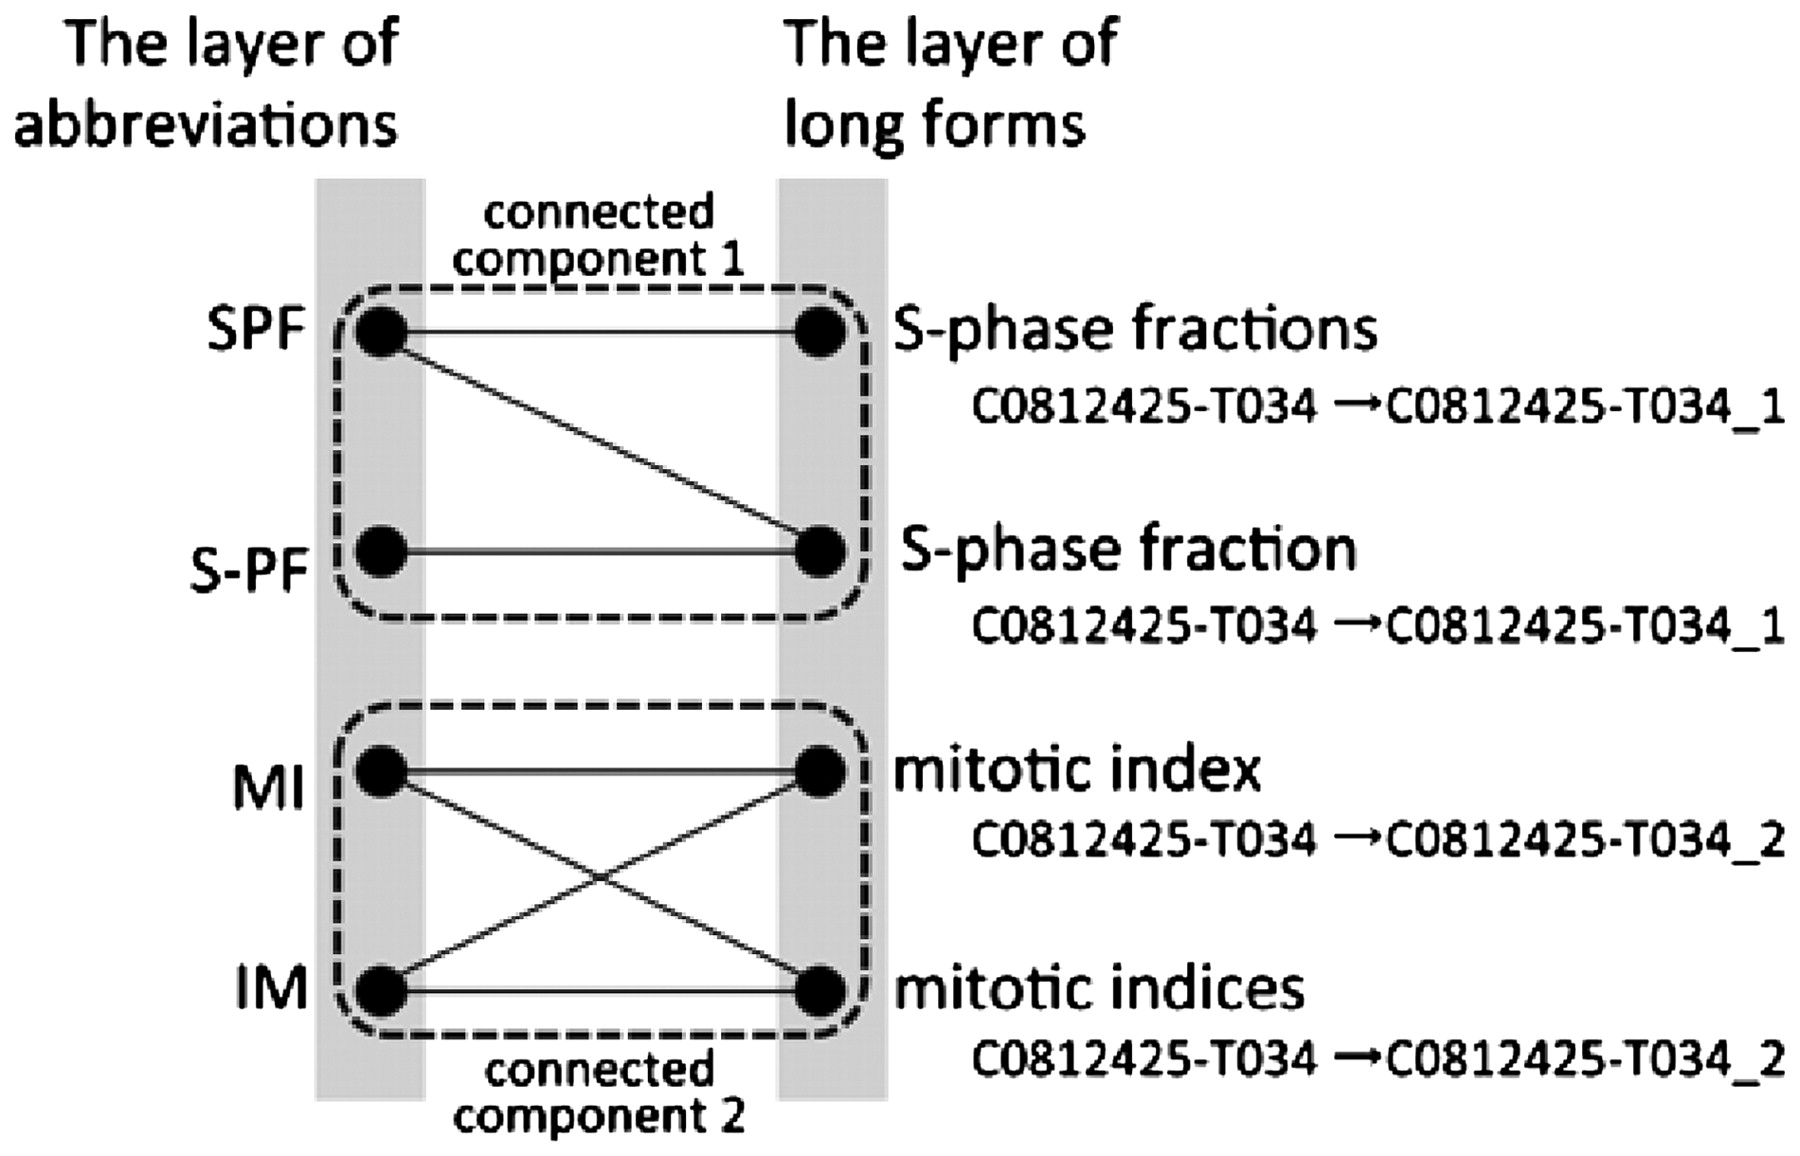 The layer of
abbreviations
The layer of
long forms
connected
component 1
SPF
S-phase fractions
C0812425-T034 →C0812425-T034_1
S-PF
S-phase fraction
C0812425-T034 →C0812425-T034_1
MI
mitotic index
C0812425-T034 →C0812425-T034_2
IM
mitotic indices
C0812425-T034 →C0812425-T034_2
connected
component 2